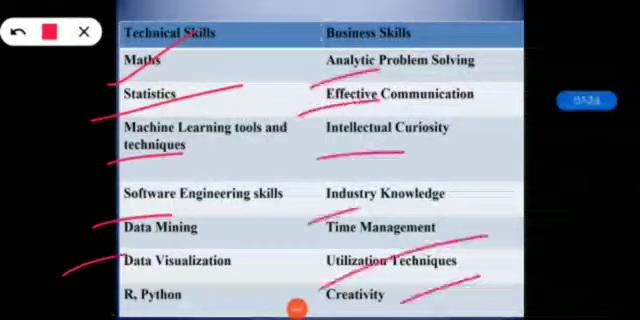 Technical Skills Business Skills
Maths Analytic Problem Solving
Statistics Effective Communication
Machine Learning tools and Intellectual Curiosity
techniques
Software Engineering skills Industry Knowledge
Data Mining Time Management
Data Visualization Utilization Techniques
R, Python Creativity